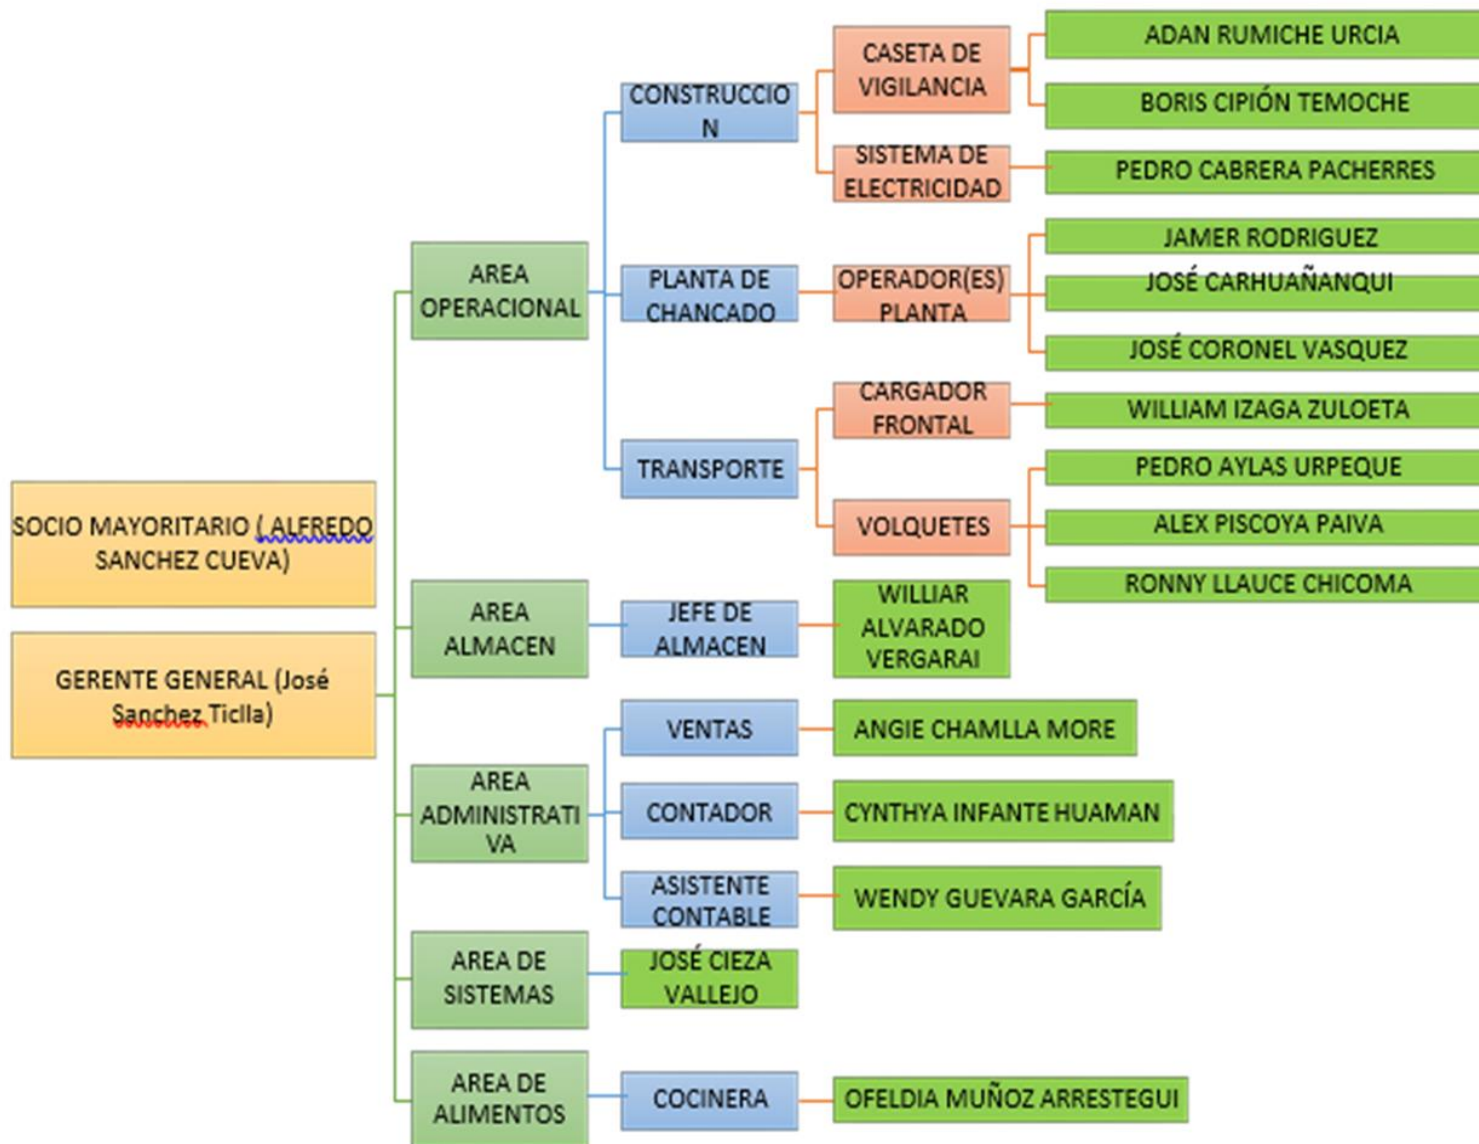 SOCIO MAYORITARIO ( ALFREDO
SANCHEZ CUEVA)
GERENTE GENERAL (José
Sanchez Ticlla)
AREA
OPERACIONAL
CONSTRUCCIO
N
CASETA DE
VIGILANCIA
ADAN RUMICHE URCIA
BORIS CIPIÓN TEMOCHE
SISTEMA DE
ELECTRICIDAD
PEDRO CABRERA PACHERRES
PLANTA DE
CHANCADO
OPERADOR(ES)
PLANTA
JAMER RODRIGUEZ
JOSÉ CARHUAÑANQUI
JOSÉ CORONEL VASQUEZ
TRANSPORTE
CARGADOR
FRONTAL
WILLIAM IZAGA ZULOETA
VOLQUETES
PEDRO AYLAS URPEQUE
ALEX PISCOYA PAIVA
RONNY LLAUCE CHICOMA
AREA
ALMACEN
JEFE DE
ALMACEN
WILLIAR
ALVARADO
VERGARAI
AREA
ADMINISTRATI
VA
VENTAS
ANGIE CHAMLLA MORE
CONTADOR
CYNTHYA INFANTE HUAMAN
ASISTENTE
CONTABLE
WENDY GUEVARA GARCÍA
AREA DE
SISTEMAS
JOSÉ CIEZA
VALLEJO
AREA DE
ALIMENTOS
COCINERA
OFELDIA MUÑOZ ARRESTEGUI